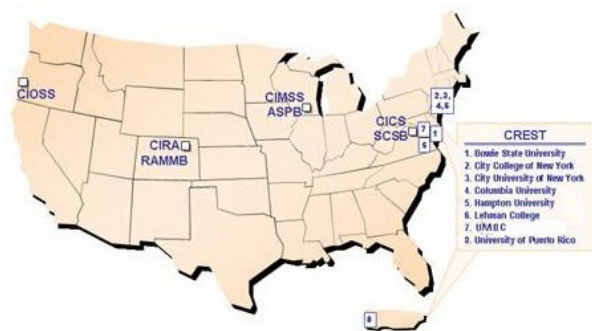 CIOSS
CIMSS
ASPB
CIRA
RAMMB
CICS
SCSB
2,3,
4,6
7
1
5
8
CREST
1. Bowie State University
2. City College of New York
3. City University of New York
4. Columbia University
5. Hampton University
6. Lehman College
7. UMBC
8. University of Puerto Rico